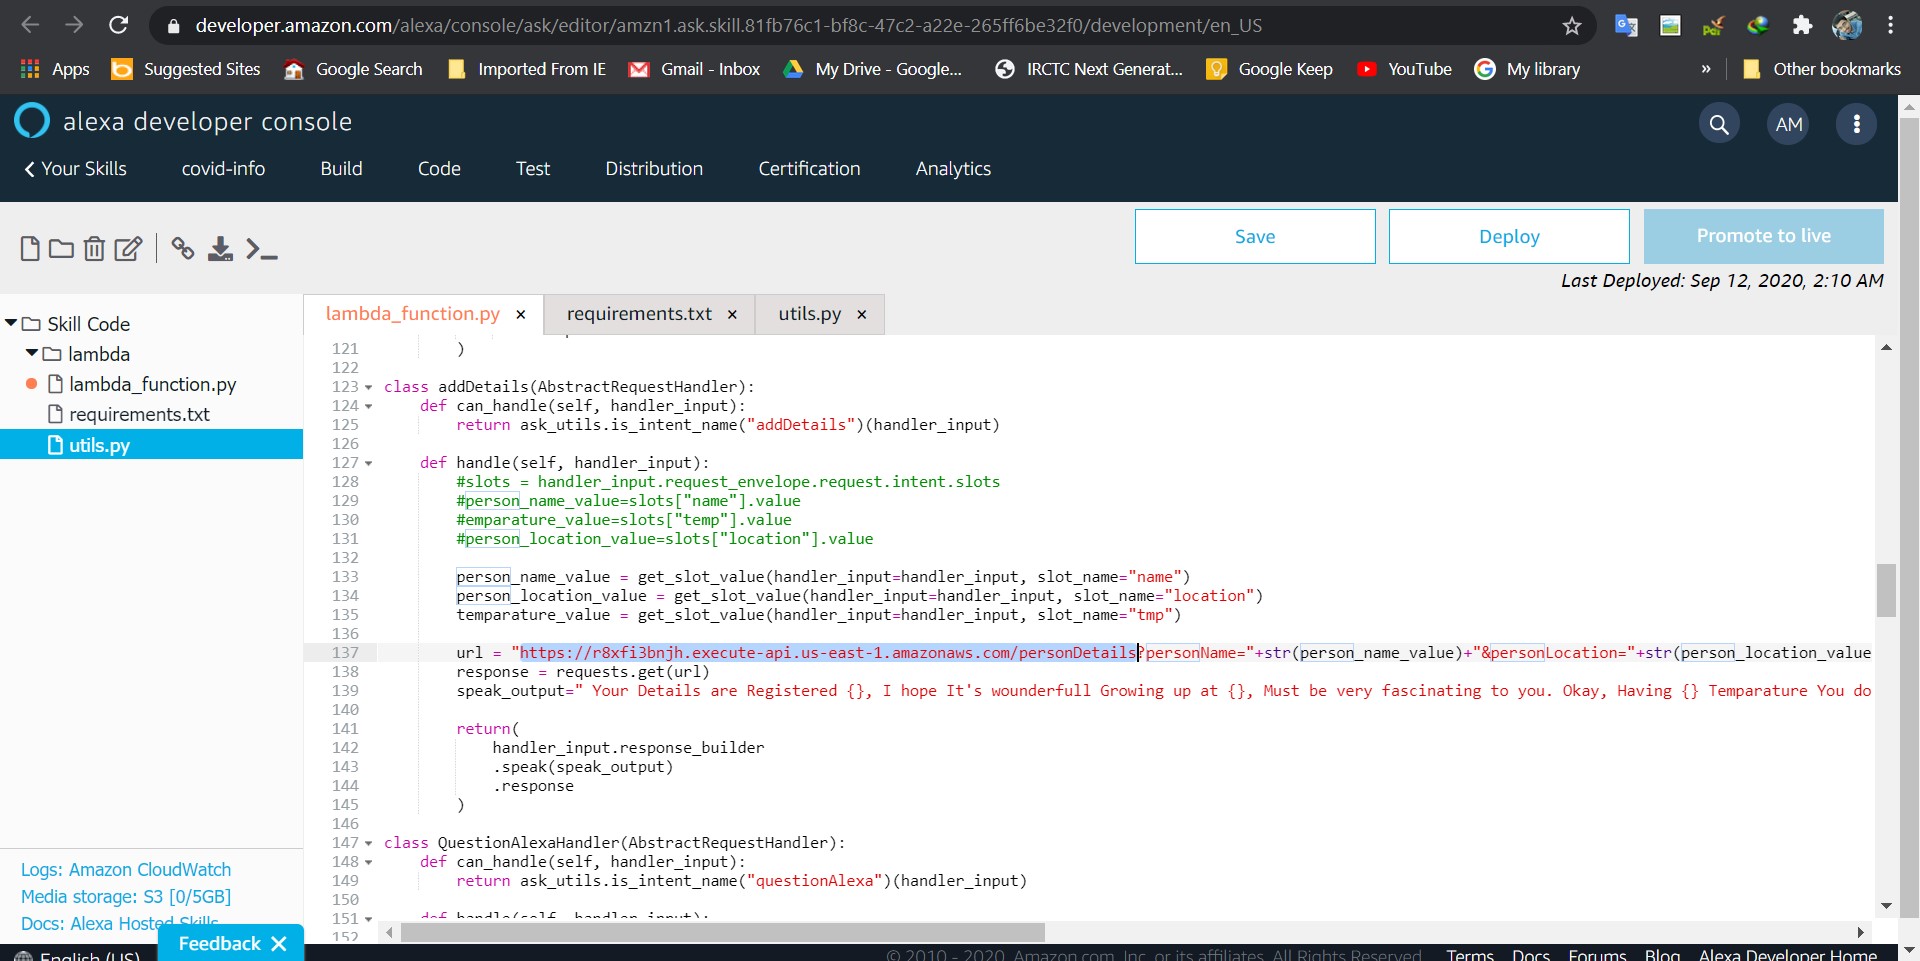 developer.amazon.com/alexa/console/ask/editor/amzn1.ask.skill.81fb76c1-bf8c-47c2-a22e-265ff6be32f0/development/en_US
Apps Suggested Sites Google Search Imported From IE Gmail - Inbox My Drive - Google... IRCTC Next Generat... Google Keep YouTube My library » Other bookmarks
alexa developer console
AM
Your Skills covid-info Build Code Test Distribution Certification Analytics
Save Deploy Promote to live
Last Deployed: Sep 12, 2020, 2:10 AM
Skill Code
lambda
lambda_function.py
requirements.txt
utils.py
Logs: Amazon CloudWatch
Media storage: S3 [0/5GB]
Docs: Alexa Hosted Skills
Feedback
lambda_function.py × requirements.txt × utils.py ×
121 )
122
123 class addDetails(AbstractRequestHandler):
124 def can_handle(self, handler_input):
125 return ask_utils.is_intent_name("addDetails")(handler_input)
126
127 def handle(self, handler_input):
128 #slots = handler_input.request_envelope.request.intent.slots
129 #person_name_value=slots["name"].value
130 #emparature_value=slots["temp"].value
131 #person_location_value=slots["location"].value
132
133 person_name_value = get_slot_value(handler_input=handler_input, slot_name="name")
134 person_location_value = get_slot_value(handler_input=handler_input, slot_name="location")
135 temparature_value = get_slot_value(handler_input=handler_input, slot_name="tmp")
136
137 url = "https://r8xfi3bnjh.execute-api.us-east-1.amazonaws.com/personDetails?personName="+str(person_name_value)+"&personLocation="+str(person_location_value
138 response = requests.get(url)
139 speak_output=" Your Details are Registered {}, I hope It's wounderfull Growing up at {}, Must be very fascinating to you. Okay, Having {} Temparature You do
140
141 return(
142 handler_input.response_builder
143 .speak(speak_output)
144 .response
145 )
146
147 class QuestionAlexaHandler(AbstractRequestHandler):
148 def can_handle(self, handler_input):
149 return ask_utils.is_intent_name("questionAlexa")(handler_input)
150
151 def handle(self, handler_input):
152
English (US) © 2010 - 2020, Amazon.com, Inc. or its affiliates. All Rights Reserved. Terms Docs Forums Blog Alexa Developer Home